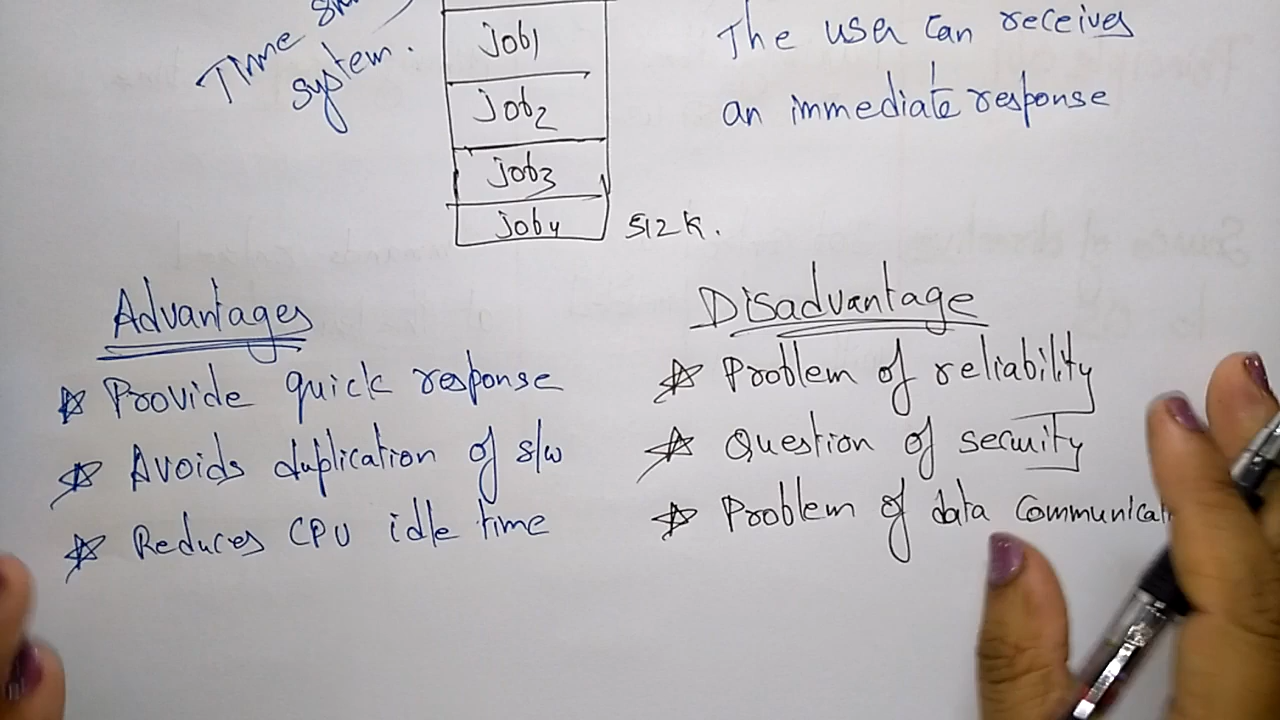 Time
system.
job1
job2
job3
job4
512K.
The user can receives
an immediate response
Advantages
Provide quick response
Avoids duplication of s/w
Reduces CPU idle time
Disadvantage
Problem of reliability
Question of security
Problem of data communicati